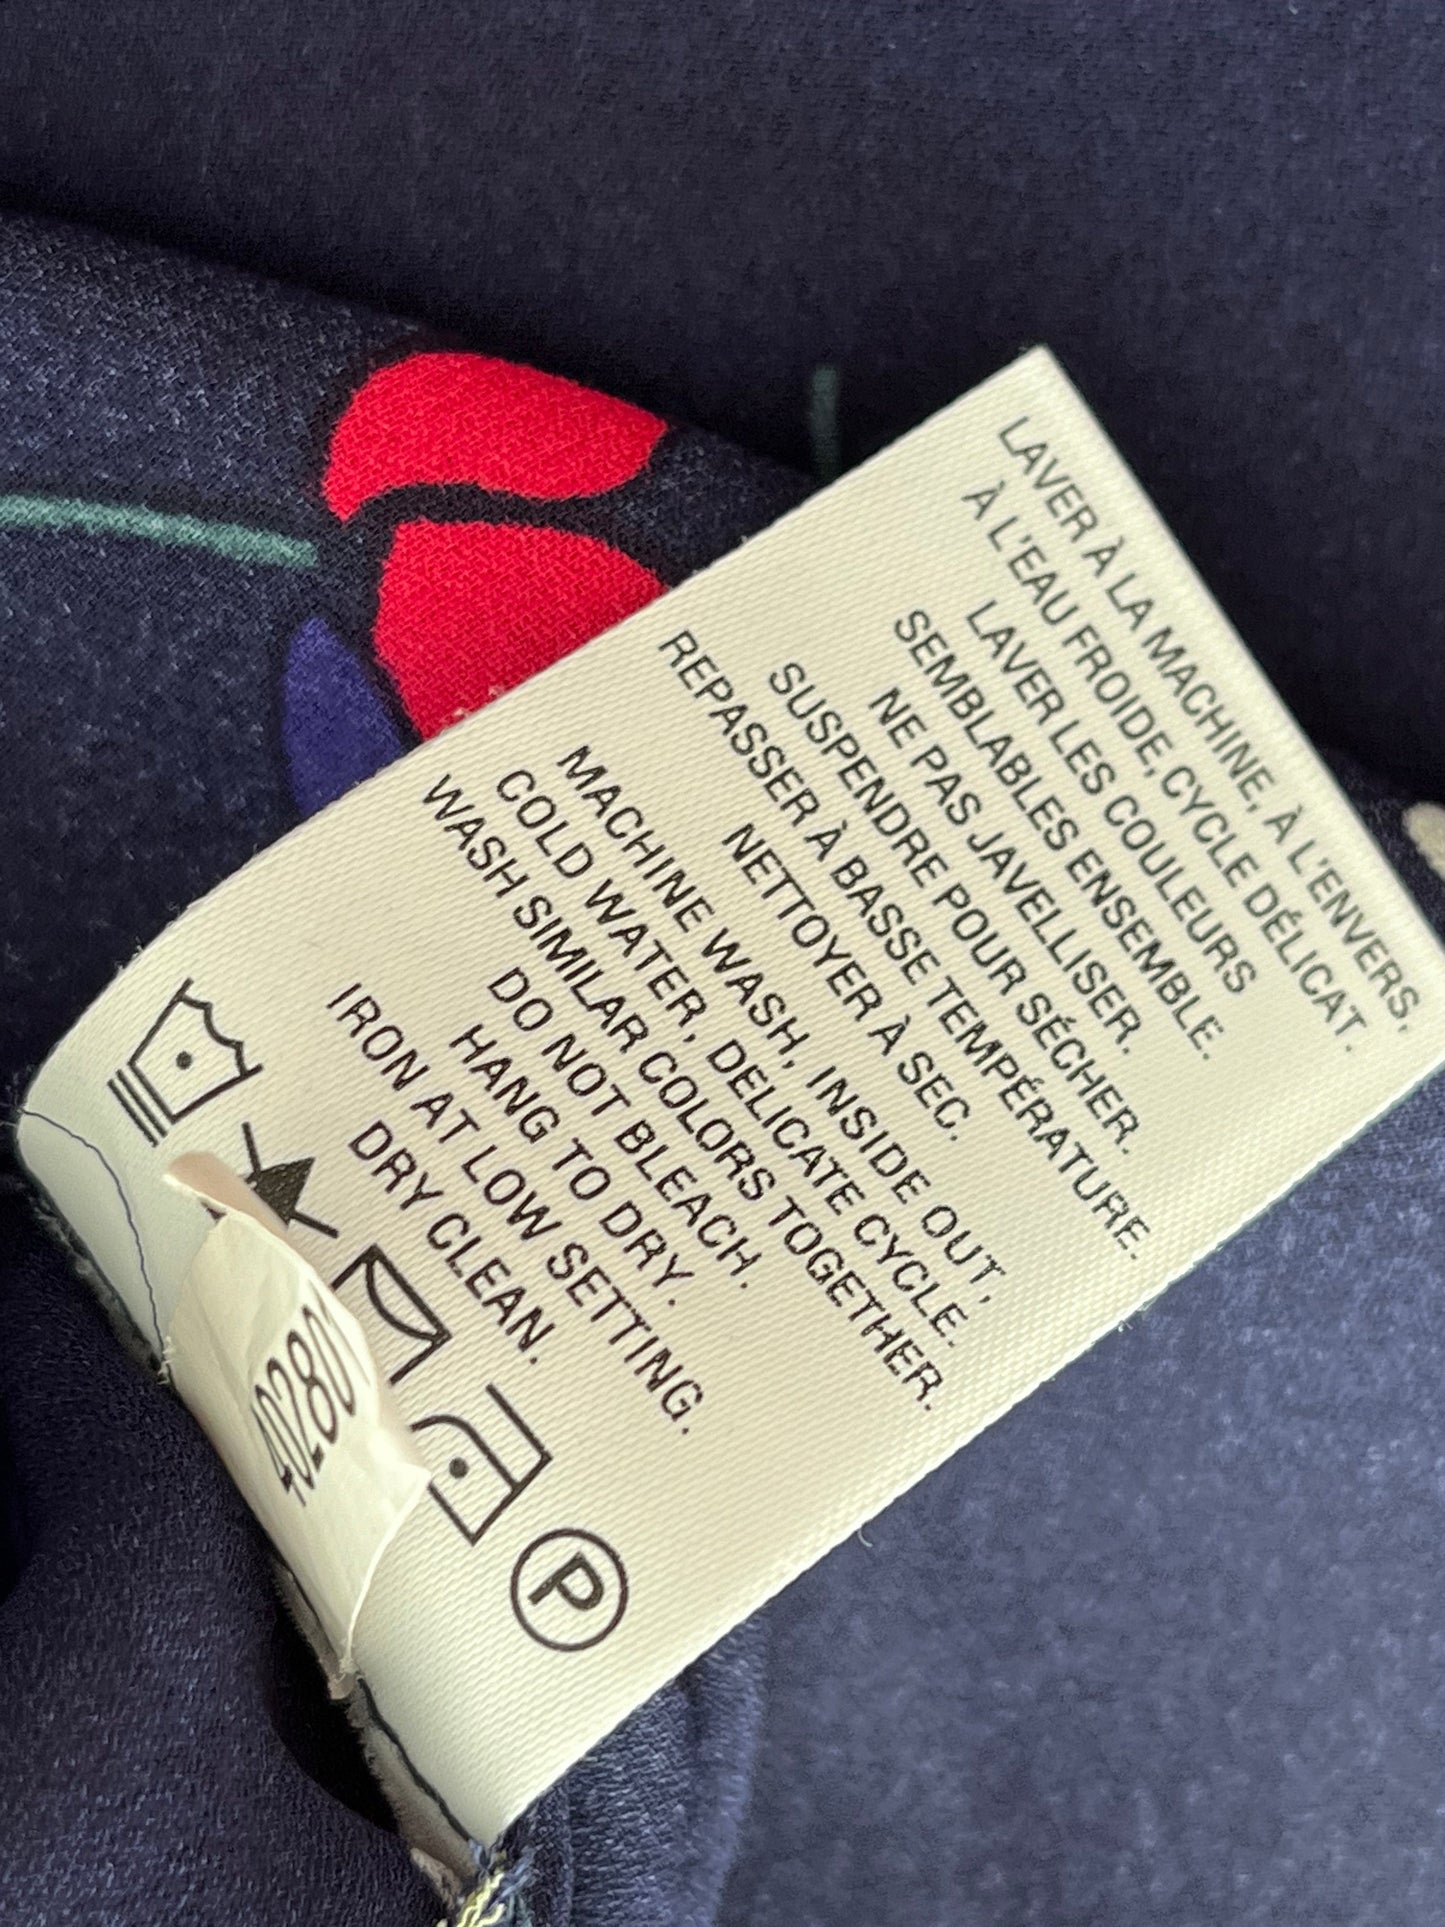 LAVER À LA MACHINE, À L'ENVERS,
À L'EAU FROIDE, CYCLE DÉLICAT.
LAVER LES COULEURS
SEMBLABLES ENSEMBLE.
NE PAS JAVELLISER.
SUSPENDRE POUR SÉCHER.
REPASSER À BASSE TEMPÉRATURE.
NETTOYER À SEC.
MACHINE WASH, INSIDE OUT,
COLD WATER, DELICATE CYCLE.
WASH SIMILAR COLORS TOGETHER.
DO NOT BLEACH.
HANG TO DRY.
IRON AT LOW SETTING.
DRY CLEAN.
P